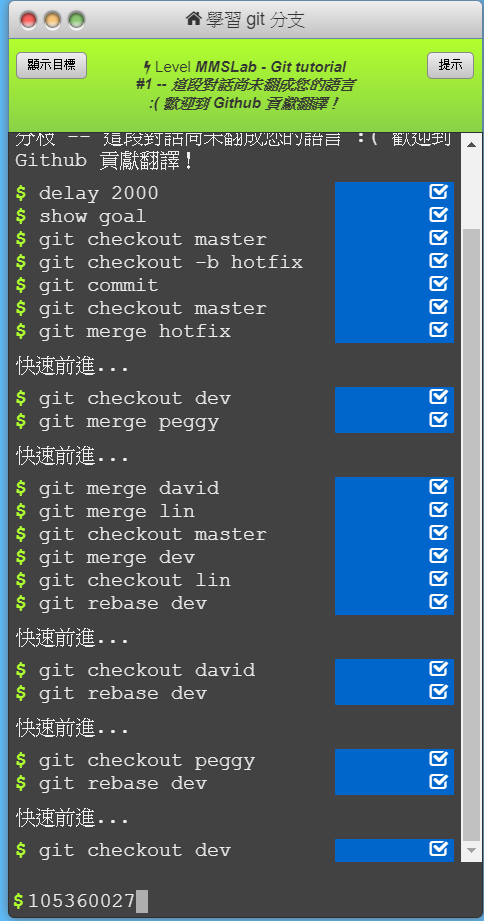 學習 git 分支
顯示目標
Level MMSLab - Git tutorial
#1 -- 這段對話尚未翻成您的語言
:( 歡迎到 Github 貢獻翻譯！
提示
分枝 -- 這段對話尚未翻成您的語言 :( 歡迎到
Github 貢獻翻譯！
$ delay 2000
$ show goal
$ git checkout master
$ git checkout -b hotfix
$ git commit
$ git checkout master
$ git merge hotfix
快速前進...
$ git checkout dev
$ git merge peggy
快速前進...
$ git merge david
$ git merge lin
$ git checkout master
$ git merge dev
$ git checkout lin
$ git rebase dev
快速前進...
$ git checkout david
$ git rebase dev
快速前進...
$ git checkout peggy
$ git rebase dev
快速前進...
$ git checkout dev
$ 105360027